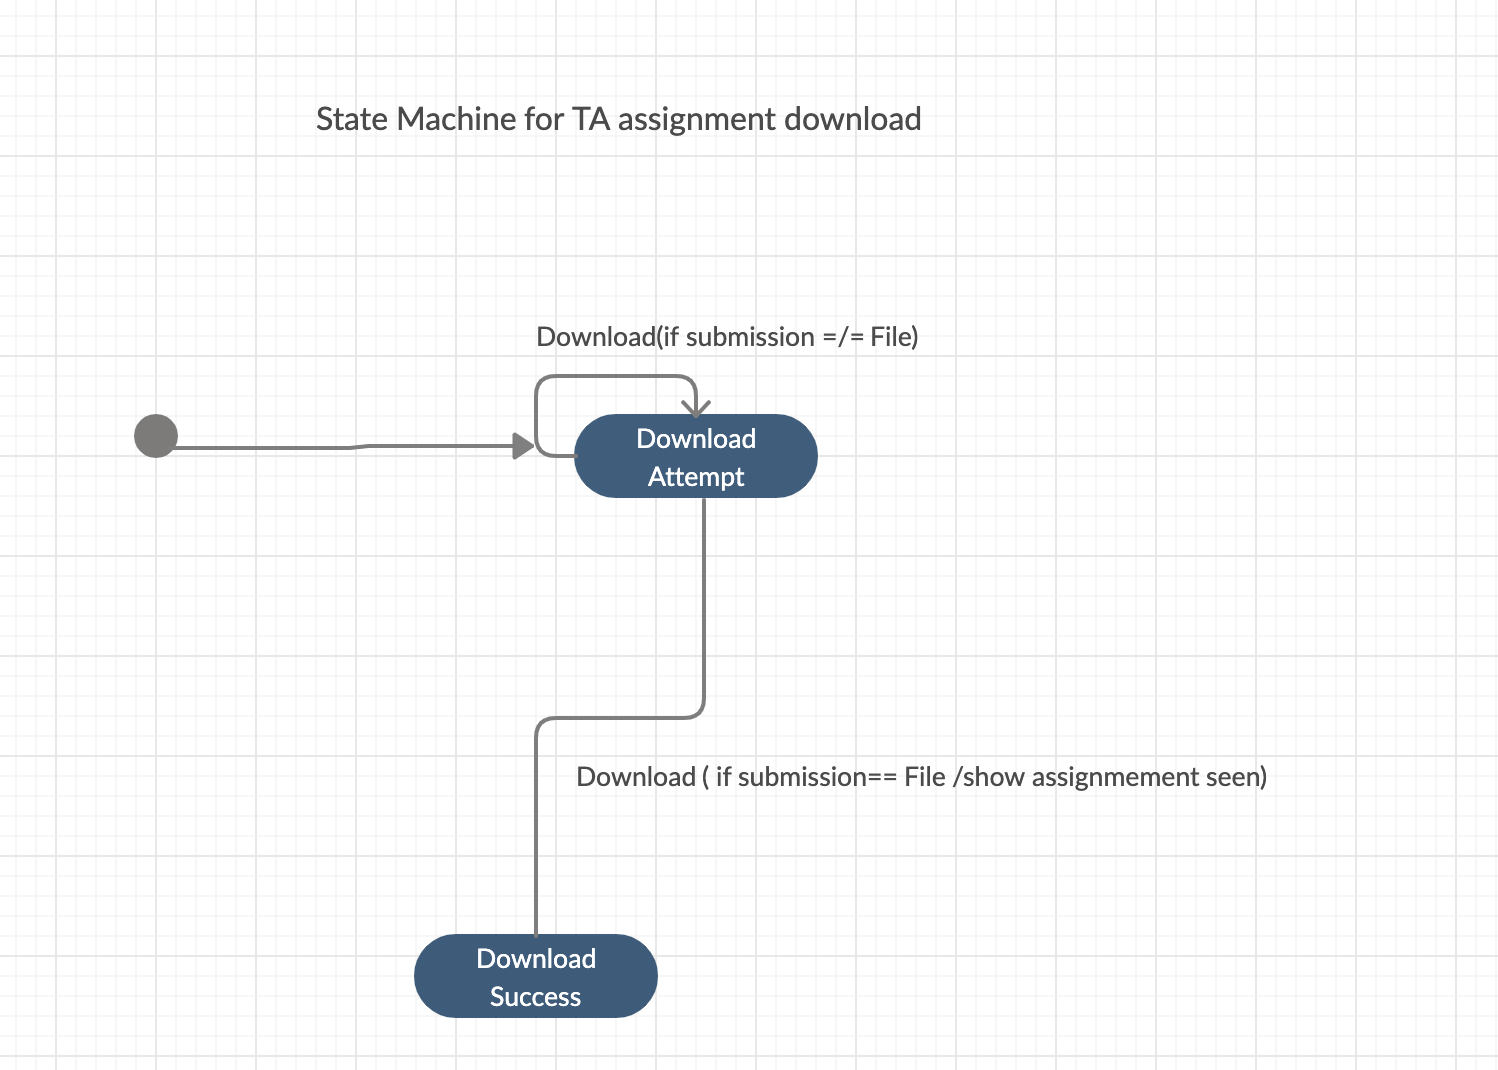 State Machine for TA assignment download
Download(if submission =/= File)
Download
Attempt
Download ( if submission== File /show assignmement seen)
Download
Success